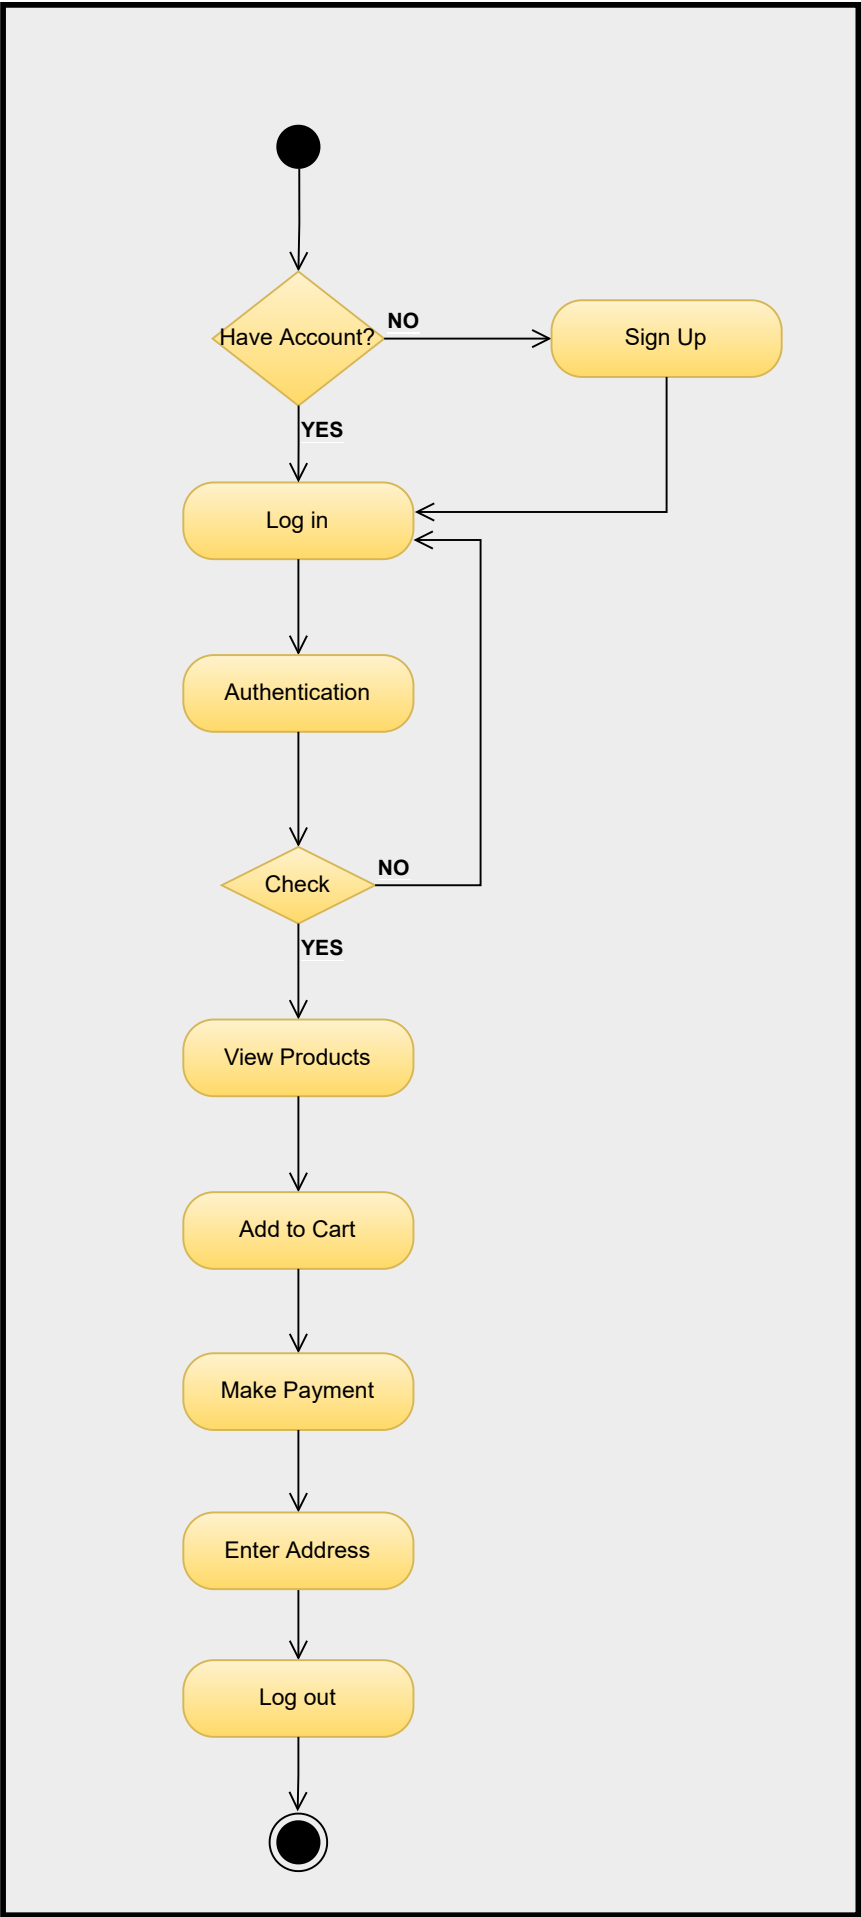 Have Account?
NO
Sign Up
YES
Log in
Authentication
Check
NO
YES
View Products
Add to Cart
Make Payment
Enter Address
Log out